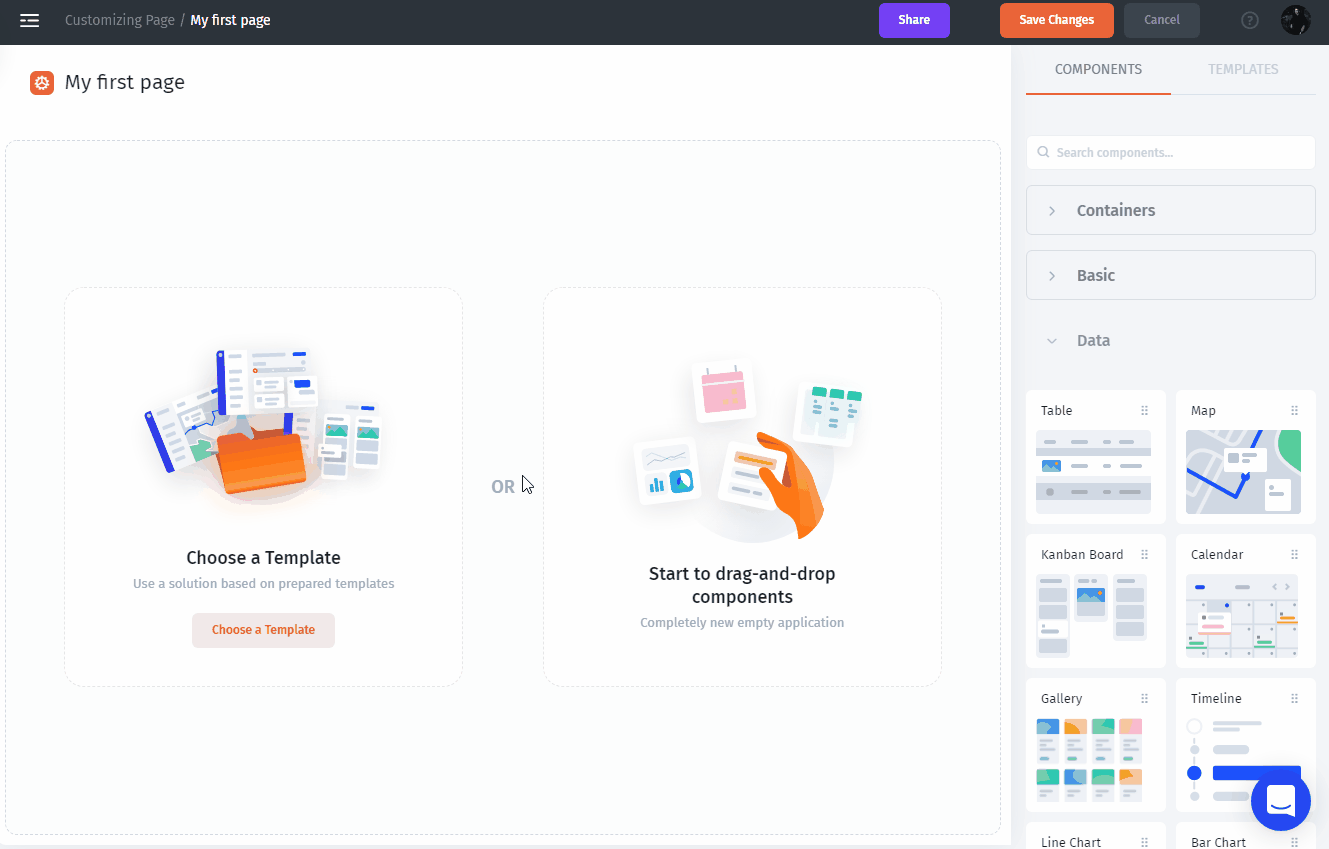 Customizing Page / My first page
Share
Save Changes
Cancel
?
My first page
COMPONENTS
TEMPLATES
Search components...
Containers
Basic
Data
Table
Map
Kanban Board
Calendar
Gallery
Timeline
Line Chart
Bar Chart
OR
Choose a Template
Use a solution based on prepared templates
Choose a Template
Start to drag-and-drop
components
Completely new empty application